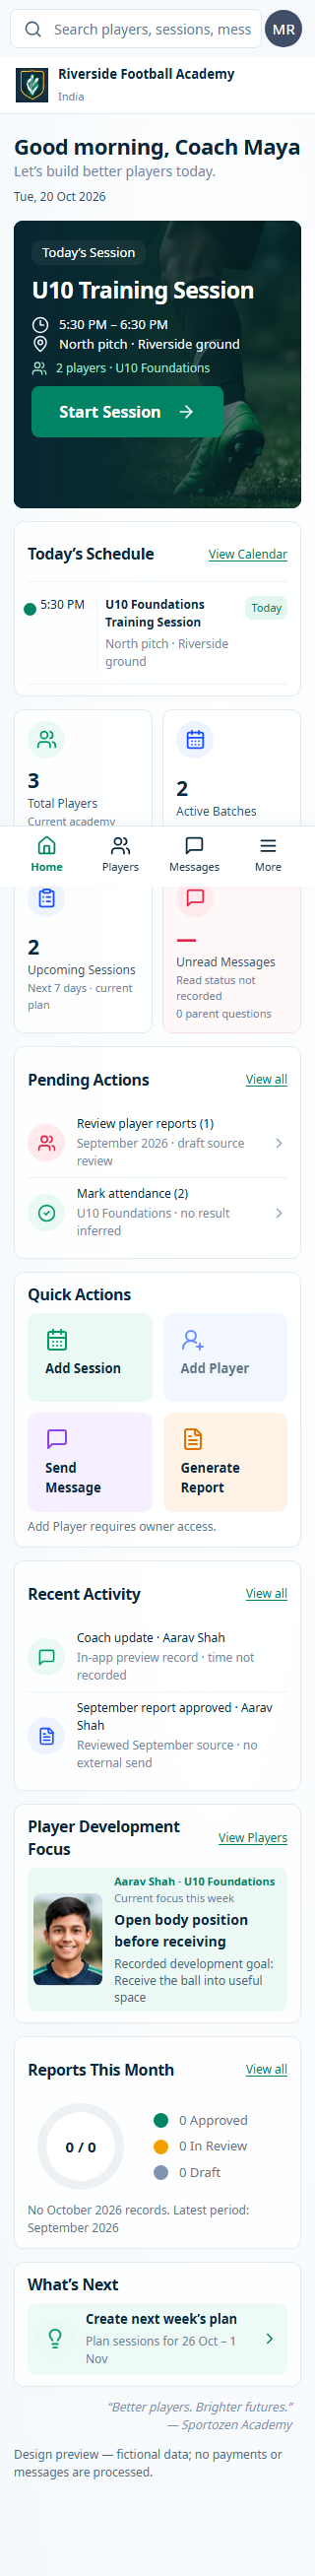 Search players, sessions, mess
MR
Riverside Football Academy
India
Good morning, Coach Maya
Let's build better players today.
Tue, 20 Oct 2026
Today's Session
U10 Training Session
5:30 PM – 6:30 PM
North pitch · Riverside ground
2 players · U10 Foundations
Start Session
Today's Schedule
View Calendar
5:30 PM
U10 Foundations
Training Session
Today
North pitch · Riverside
ground
3
Total Players
Current academy
2
Active Batches
Home
Players
Messages
More
2
Upcoming Sessions
Next 7 days · current
plan
—
Unread Messages
Read status not
recorded
0 parent questions
Pending Actions
View all
Review player reports (1)
September 2026 · draft source
review
Mark attendance (2)
U10 Foundations · no result
inferred
Quick Actions
Add Session
Add Player
Send
Message
Generate
Report
Add Player requires owner access.
Recent Activity
View all
Coach update · Aarav Shah
In-app preview record · time not
recorded
September report approved · Aarav
Shah
Reviewed September source · no
external send
Player Development
Focus
View Players
Aarav Shah · U10 Foundations
Current focus this week
Open body position
before receiving
Recorded development goal:
Receive the ball into useful
space
Reports This Month
View all
0 / 0
0 Approved
0 In Review
0 Draft
No October 2026 records. Latest period:
September 2026
What's Next
Create next week's plan
Plan sessions for 26 Oct – 1
Nov
“Better players. Brighter futures.”
— Sportozen Academy
Design preview — fictional data; no payments or
messages are processed.